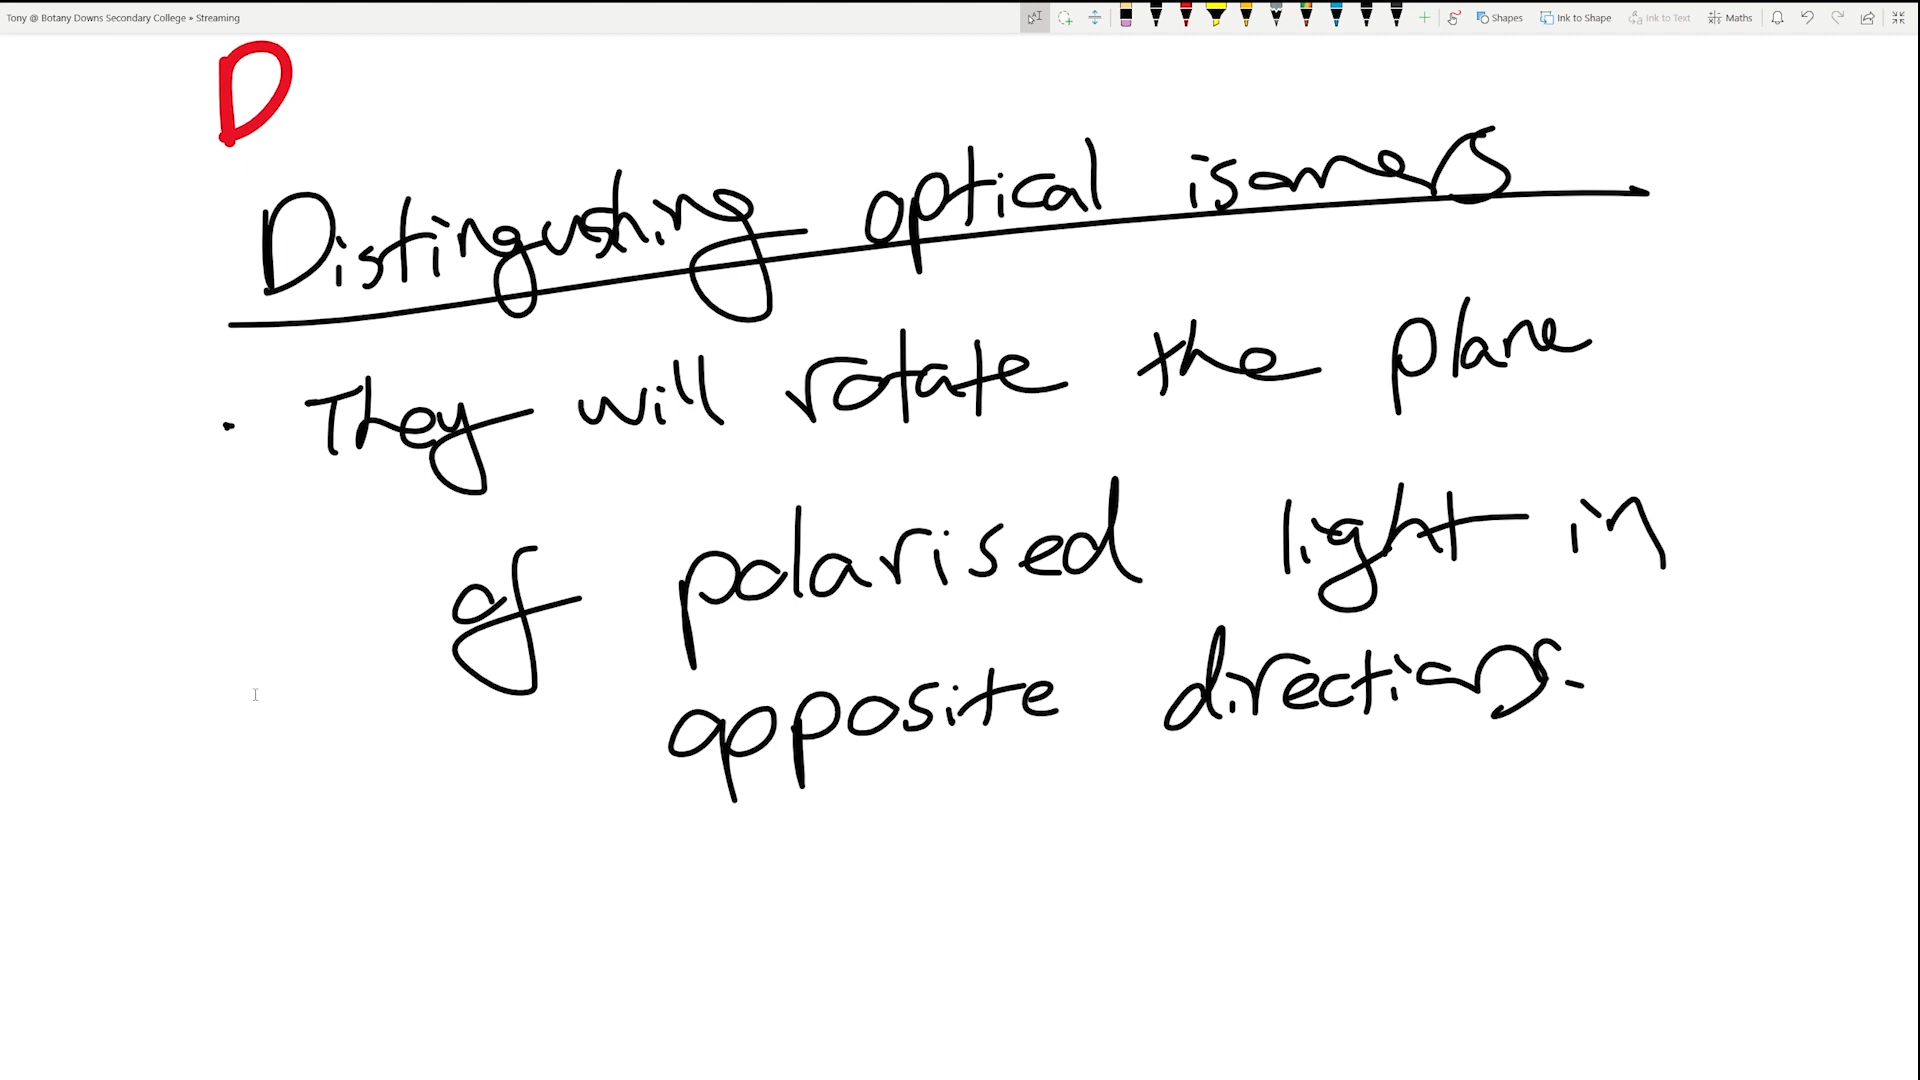 Tony @ Botany Downs Secondary College » Streaming
Shapes Ink to Shape Ink to Text Maths
D
Distingushing optical isomers
· They will rotate the plane
of polarised light in
opposite directions.